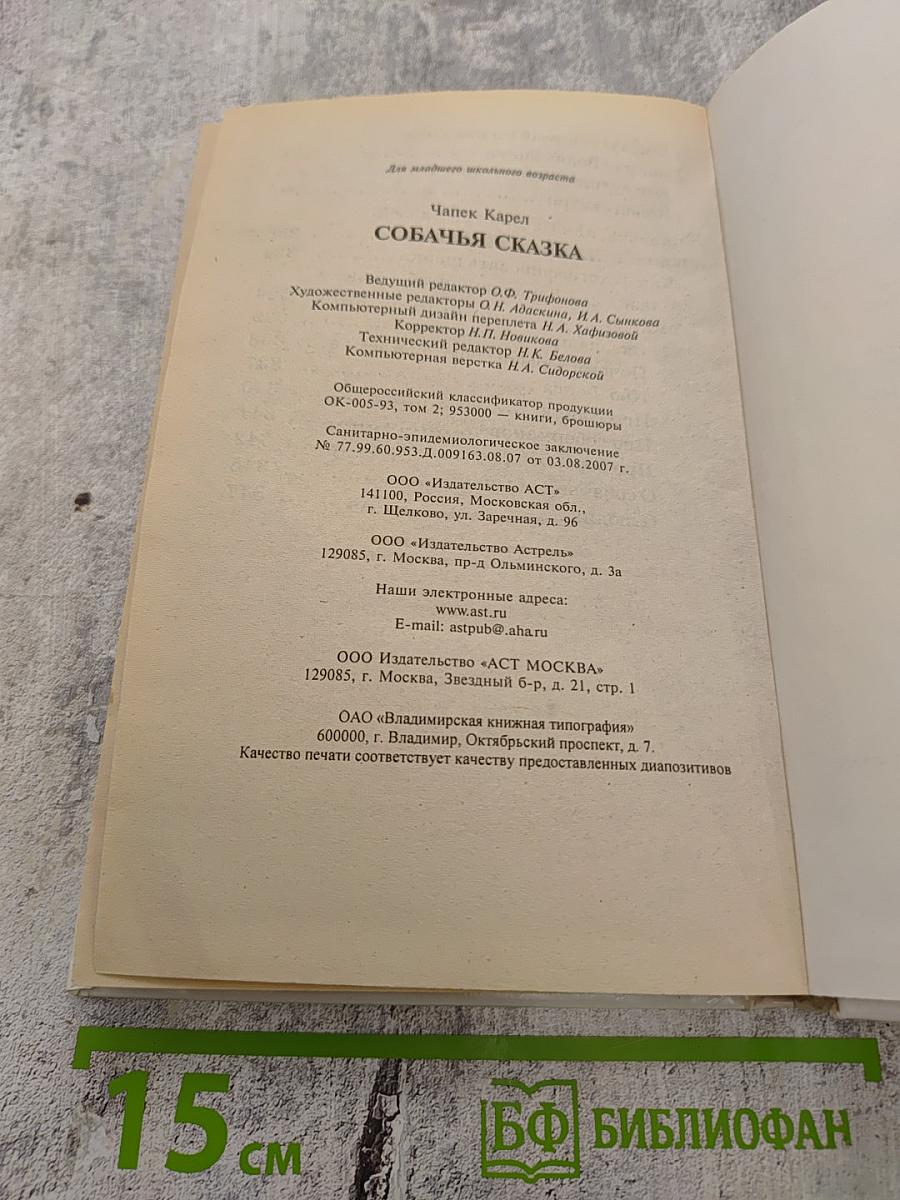 Для младшего школьного возраста
Чапек Карел
СОБАЧЬЯ СКАЗКА
Ведущий редактор О.Ф. Трифонова
Художественные редакторы О.Н. Адаскина, И.А. Сынкова
Компьютерный дизайн переплета Н.А. Хафизовой
Корректор Н.П. Новикова
Технический редактор Н.К. Белова
Компьютерная верстка Н.А. Сидорской
Общероссийский классификатор продукции
ОК-005-93, том 2; 953000 — книги, брошюры
Санитарно-эпидемиологическое заключение
№ 77.99.60.953.Д.009163.08.07 от 03.08.2007 г.
ООО «Издательство АСТ»
141100, Россия, Московская обл.,
г. Щелково, ул. Заречная, д. 96
ООО «Издательство Астрель»
129085, г. Москва, пр-д Ольминского, д. 3а
Наши электронные адреса:
www.ast.ru
E-mail: astpub@.aha.ru
ООО Издательство «АСТ МОСКВА»
129085, г. Москва, Звездный б-р, д. 21, стр. 1
ОАО «Владимирская книжная типография»
600000, г. Владимир, Октябрьский проспект, д. 7.
Качество печати соответствует качеству предоставленных диапозитивов
15 см
БФ БИБЛИОФАН